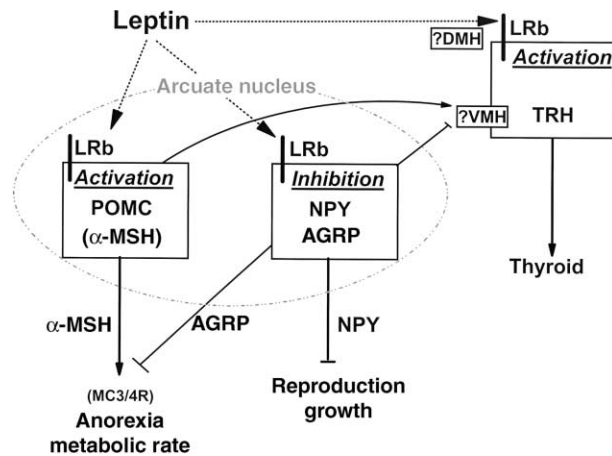 Leptin
?DMH
LRb
Activation
Arcuate nucleus
?VMH
TRH
LRb
Activation
POMC
(α-MSH)
LRb
Inhibition
NPY
AGRP
Thyroid
α-MSH
AGRP
NPY
(MC3/4R)
Anorexia
metabolic rate
Reproduction
growth